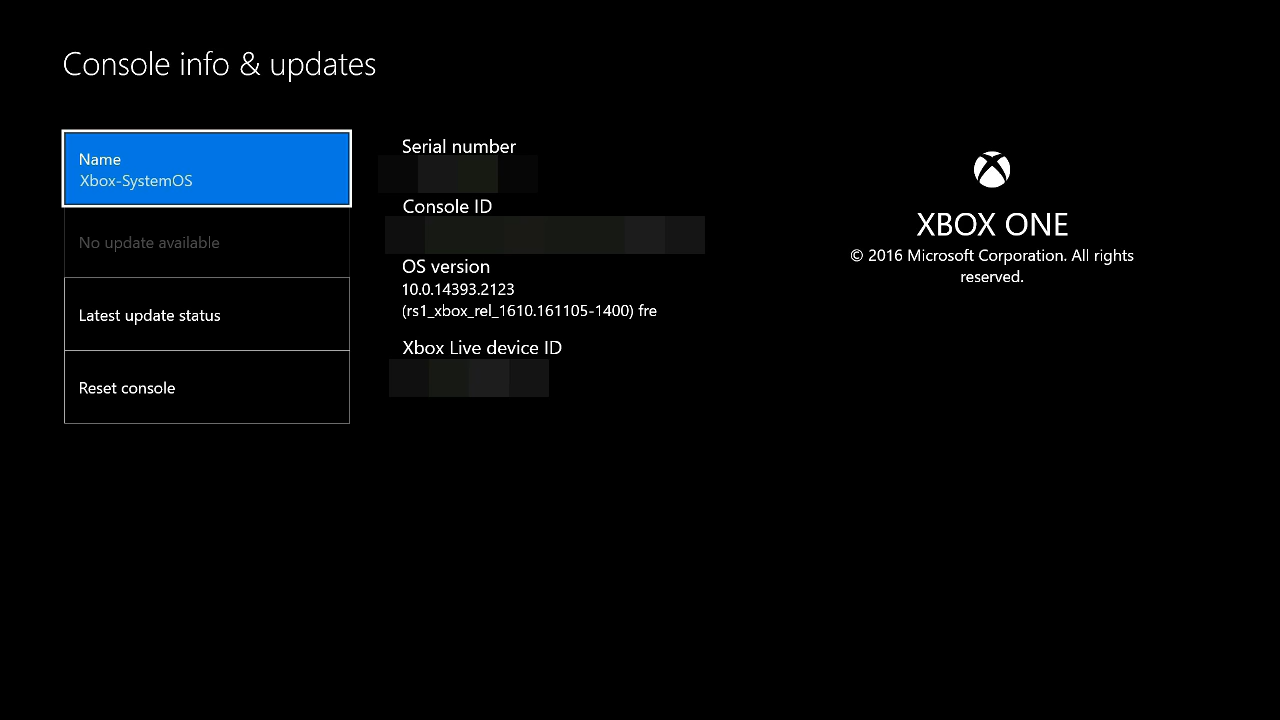 Console info & updates
Name
Xbox-SystemOS
No update available
Latest update status
Reset console
Serial number
Console ID
OS version
10.0.14393.2123
(rs1_xbox_rel_1610.161105-1400) fre
Xbox Live device ID
XBOX ONE
© 2016 Microsoft Corporation. All rights
reserved.